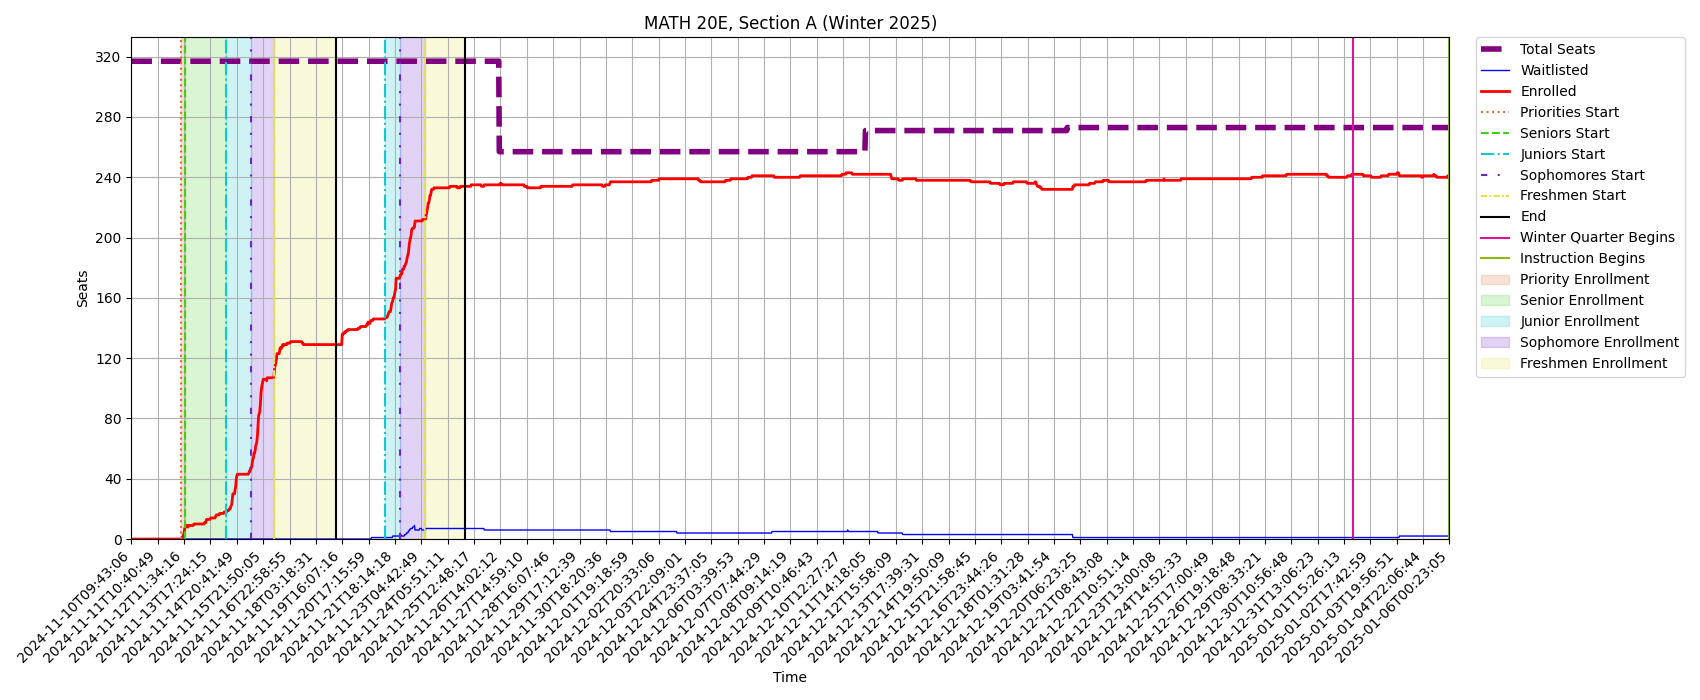 MATH 20E, Section A (Winter 2025)
Seats
320
280
240
200
160
120
80
40
0
2024-11-10T09:43:06
2024-11-11T10:40:49
2024-11-12T11:34:16
2024-11-13T17:24:15
2024-11-14T20:41:49
2024-11-15T21:50:05
2024-11-16T22:58:55
2024-11-18T03:18:31
2024-11-19T16:07:16
2024-11-20T17:15:59
2024-11-21T18:14:18
2024-11-23T04:42:49
2024-11-24T05:51:11
2024-11-25T12:48:17
2024-11-26T14:02:12
2024-11-27T14:59:10
2024-11-28T16:07:46
2024-11-29T17:12:39
2024-11-30T18:20:36
2024-12-01T19:18:59
2024-12-02T20:33:06
2024-12-03T22:09:01
2024-12-04T23:37:05
2024-12-06T03:39:53
2024-12-07T07:44:29
2024-12-08T09:14:19
2024-12-09T10:46:43
2024-12-10T12:27:27
2024-12-11T14:18:05
2024-12-12T15:58:09
2024-12-13T17:39:31
2024-12-14T19:50:09
2024-12-15T21:58:45
2024-12-16T23:44:26
2024-12-18T01:31:28
2024-12-19T03:41:54
2024-12-20T06:23:25
2024-12-21T08:43:08
2024-12-22T10:51:14
2024-12-23T13:00:08
2024-12-24T14:52:33
2024-12-25T17:00:49
2024-12-26T19:18:48
2024-12-29T08:33:21
2024-12-30T10:56:48
2024-12-31T13:06:23
2025-01-01T15:26:13
2025-01-02T17:42:59
2025-01-03T19:56:51
2025-01-04T22:06:44
2025-01-06T00:23:05
Time
Total Seats
Waitlisted
Enrolled
Priorities Start
Seniors Start
Juniors Start
Sophomores Start
Freshmen Start
End
Winter Quarter Begins
Instruction Begins
Priority Enrollment
Senior Enrollment
Junior Enrollment
Sophomore Enrollment
Freshmen Enrollment